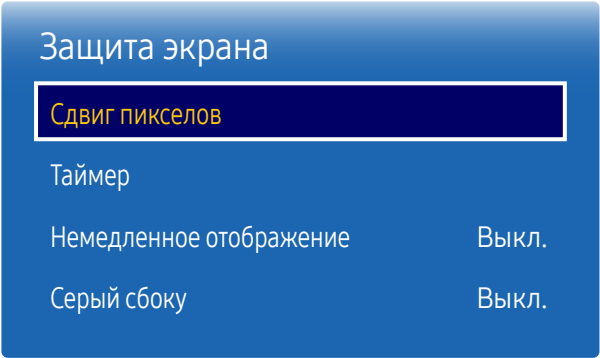 Защита экрана
Сдвиг пикселов
Таймер
Немедленное отображение Выкл.
Серый сбоку Выкл.